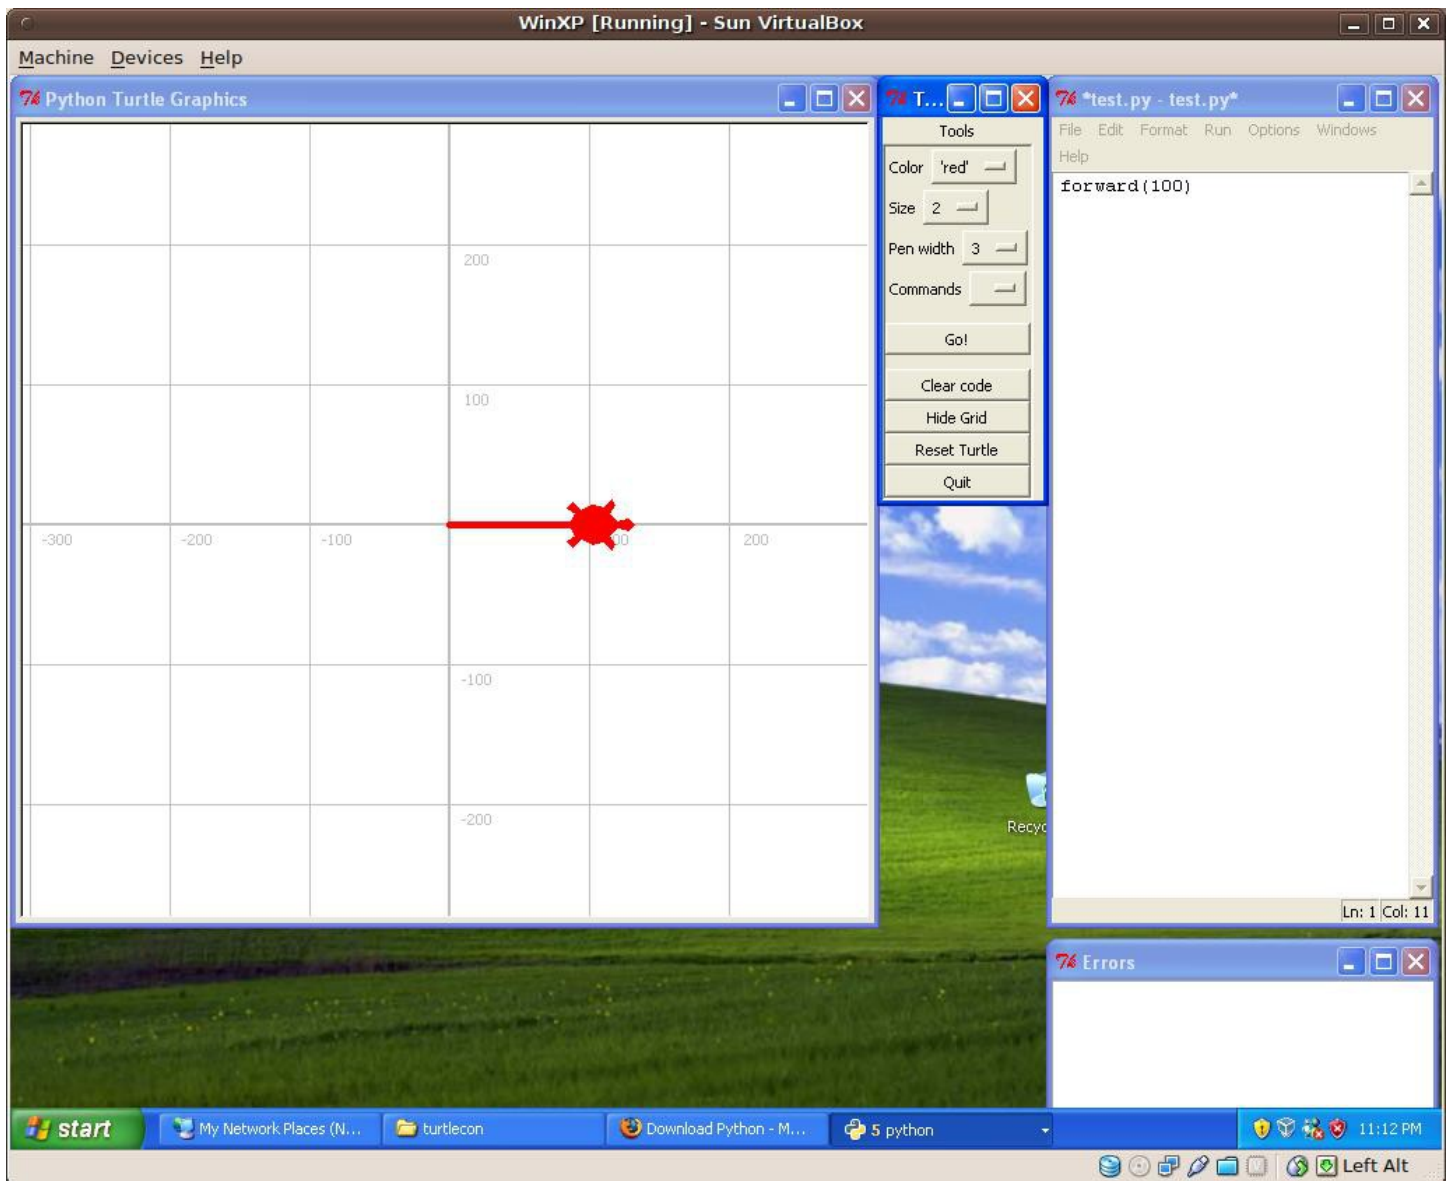 WinXP [Running] - Sun VirtualBox
Machine Devices Help
Python Turtle Graphics
200
100
-300 -200 -100 00 200
-100
-200
T...
Tools
Color 'red'
Size 2
Pen width 3
Commands
Go!
Clear code
Hide Grid
Reset Turtle
Quit
*test.py - test.py*
File Edit Format Run Options Windows
Help
forward(100)
Ln: 1 Col: 11
Recyc
Errors
start My Network Places (N... turtlecon Download Python - M... 5 python 11:12 PM
Left Alt